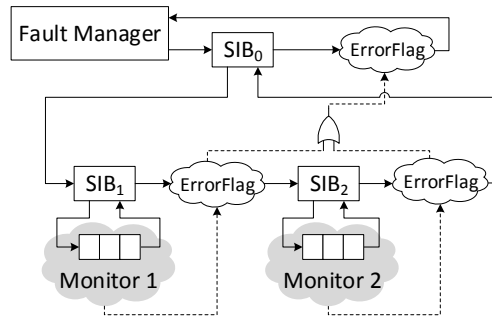 Fault Manager
SIB0
ErrorFlag
SIB1
ErrorFlag
SIB2
ErrorFlag
Monitor 1
Monitor 2